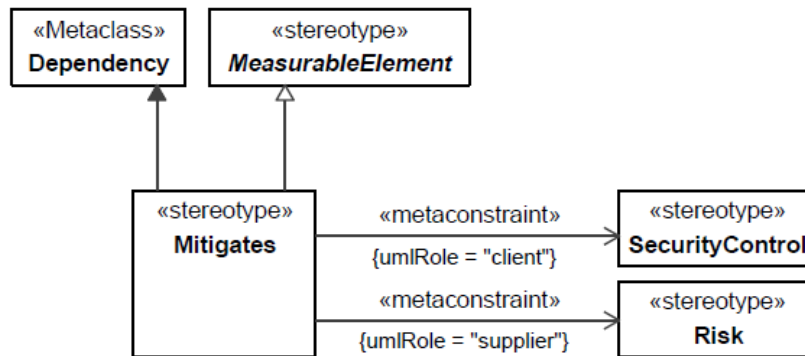 «Metaclass»
Dependency
«stereotype»
MeasurableElement
«stereotype»
Mitigates
«metaconstraint»
{umlRole = "client"}
«stereotype»
SecurityControl
«metaconstraint»
{umlRole = "supplier"}
«stereotype»
Risk